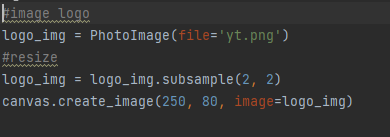 #image logo
logo_img = PhotoImage(file='yt.png')
#resize
logo_img = logo_img.subsample(2, 2)
canvas.create_image(250, 80, image=logo_img)